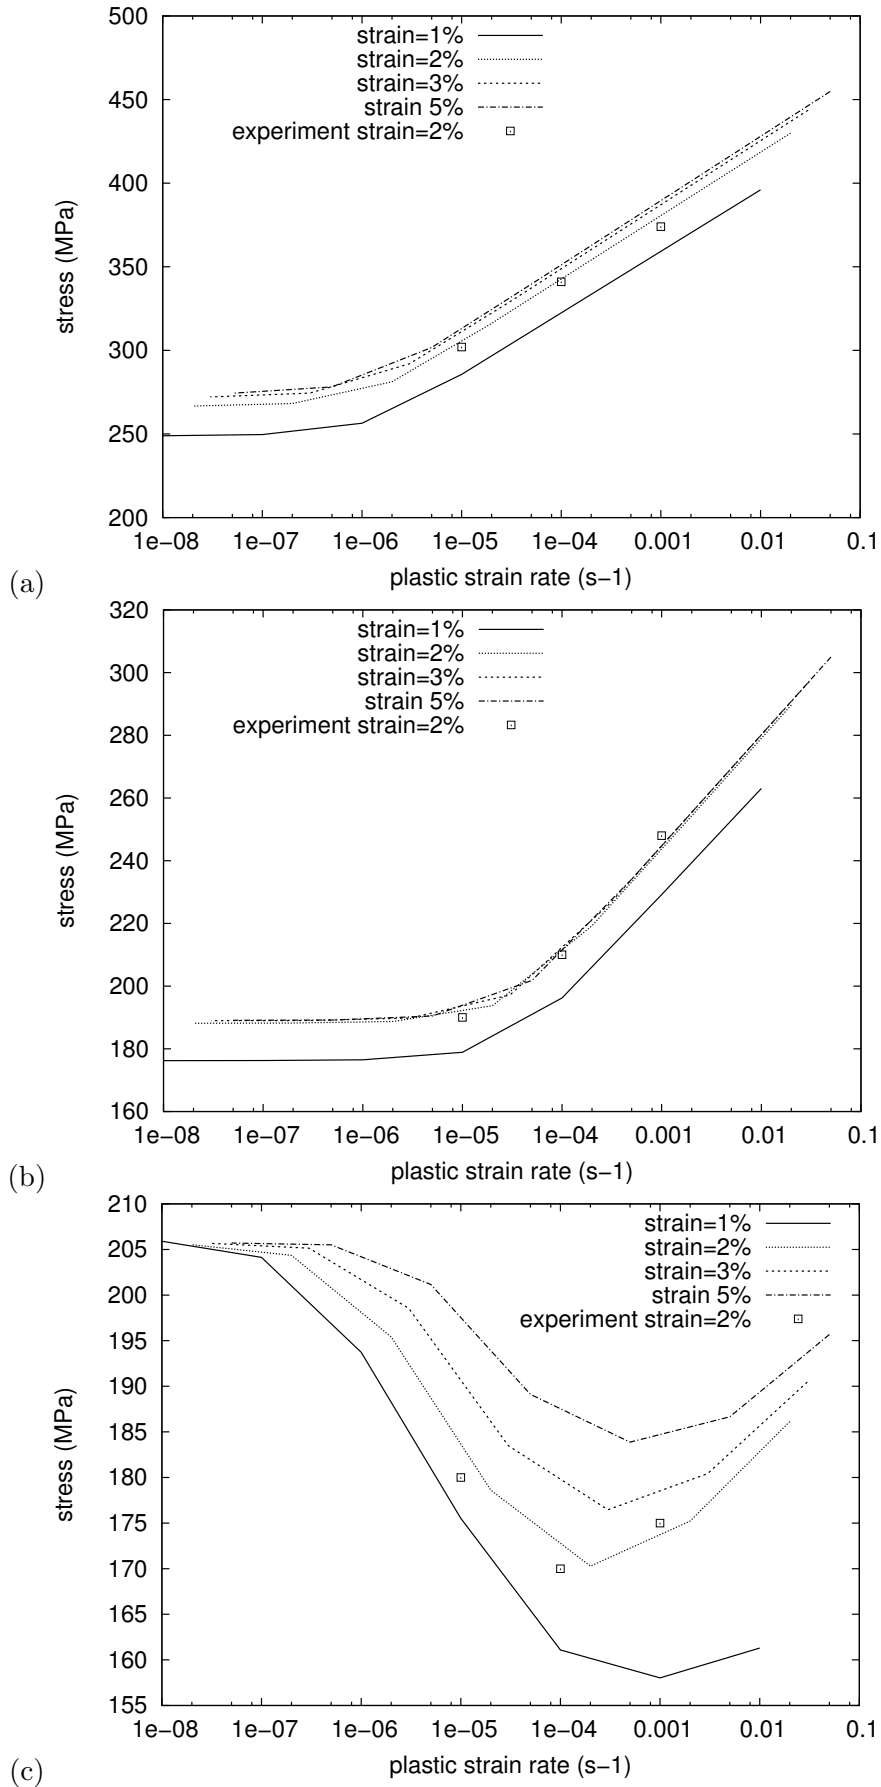 500
450
400
350
300
250
200
stress (MPa)
strain=1%
strain=2%
strain=3%
strain 5%
experiment strain=2%
1e−08 1e−07 1e−06 1e−05 1e−04 0.001 0.01 0.1
plastic strain rate (s−1)
(a)
320
300
280
260
240
220
200
180
160
stress (MPa)
strain=1%
strain=2%
strain=3%
strain 5%
experiment strain=2%
1e−08 1e−07 1e−06 1e−05 1e−04 0.001 0.01 0.1
plastic strain rate (s−1)
(b)
210
205
200
195
190
185
180
175
170
165
160
155
stress (MPa)
strain=1%
strain=2%
strain=3%
strain 5%
experiment strain=2%
1e−08 1e−07 1e−06 1e−05 1e−04 0.001 0.01 0.1
plastic strain rate (s−1)
(c)